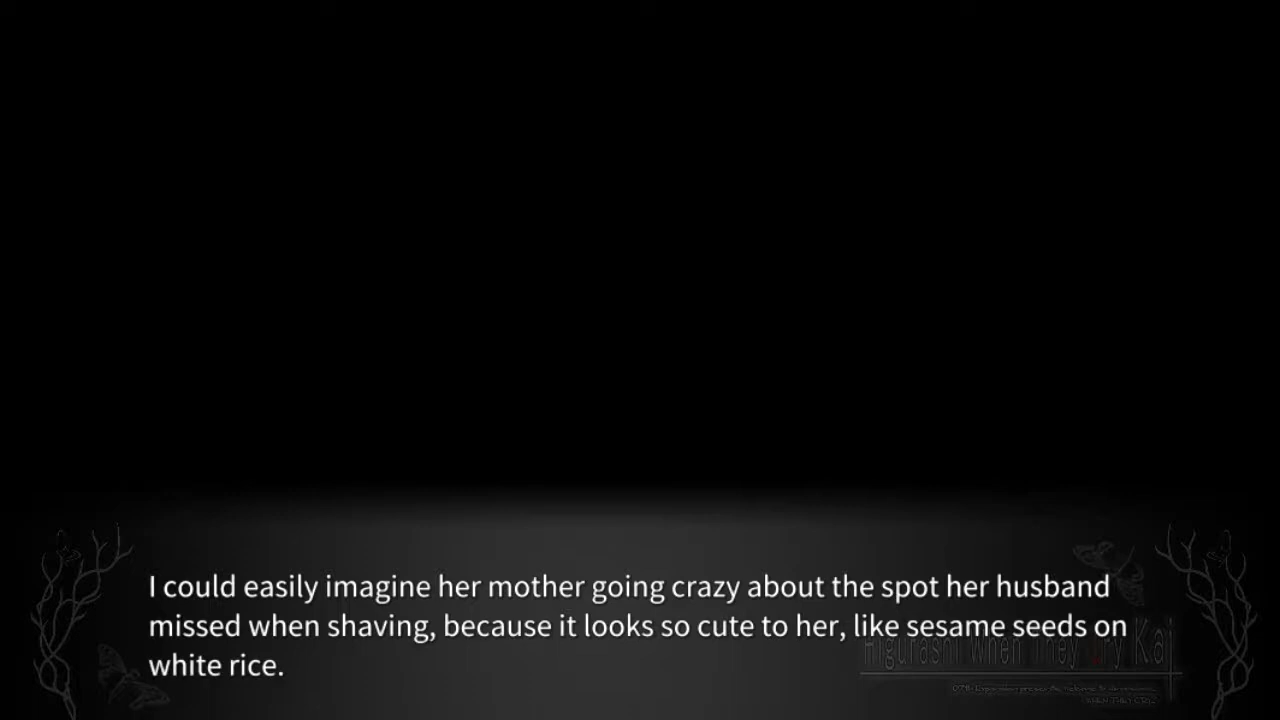 I could easily imagine her mother going crazy about the spot her husband
missed when shaving, because it looks so cute to her, like sesame seeds on
white rice.
Higurashi When They Cry Kai